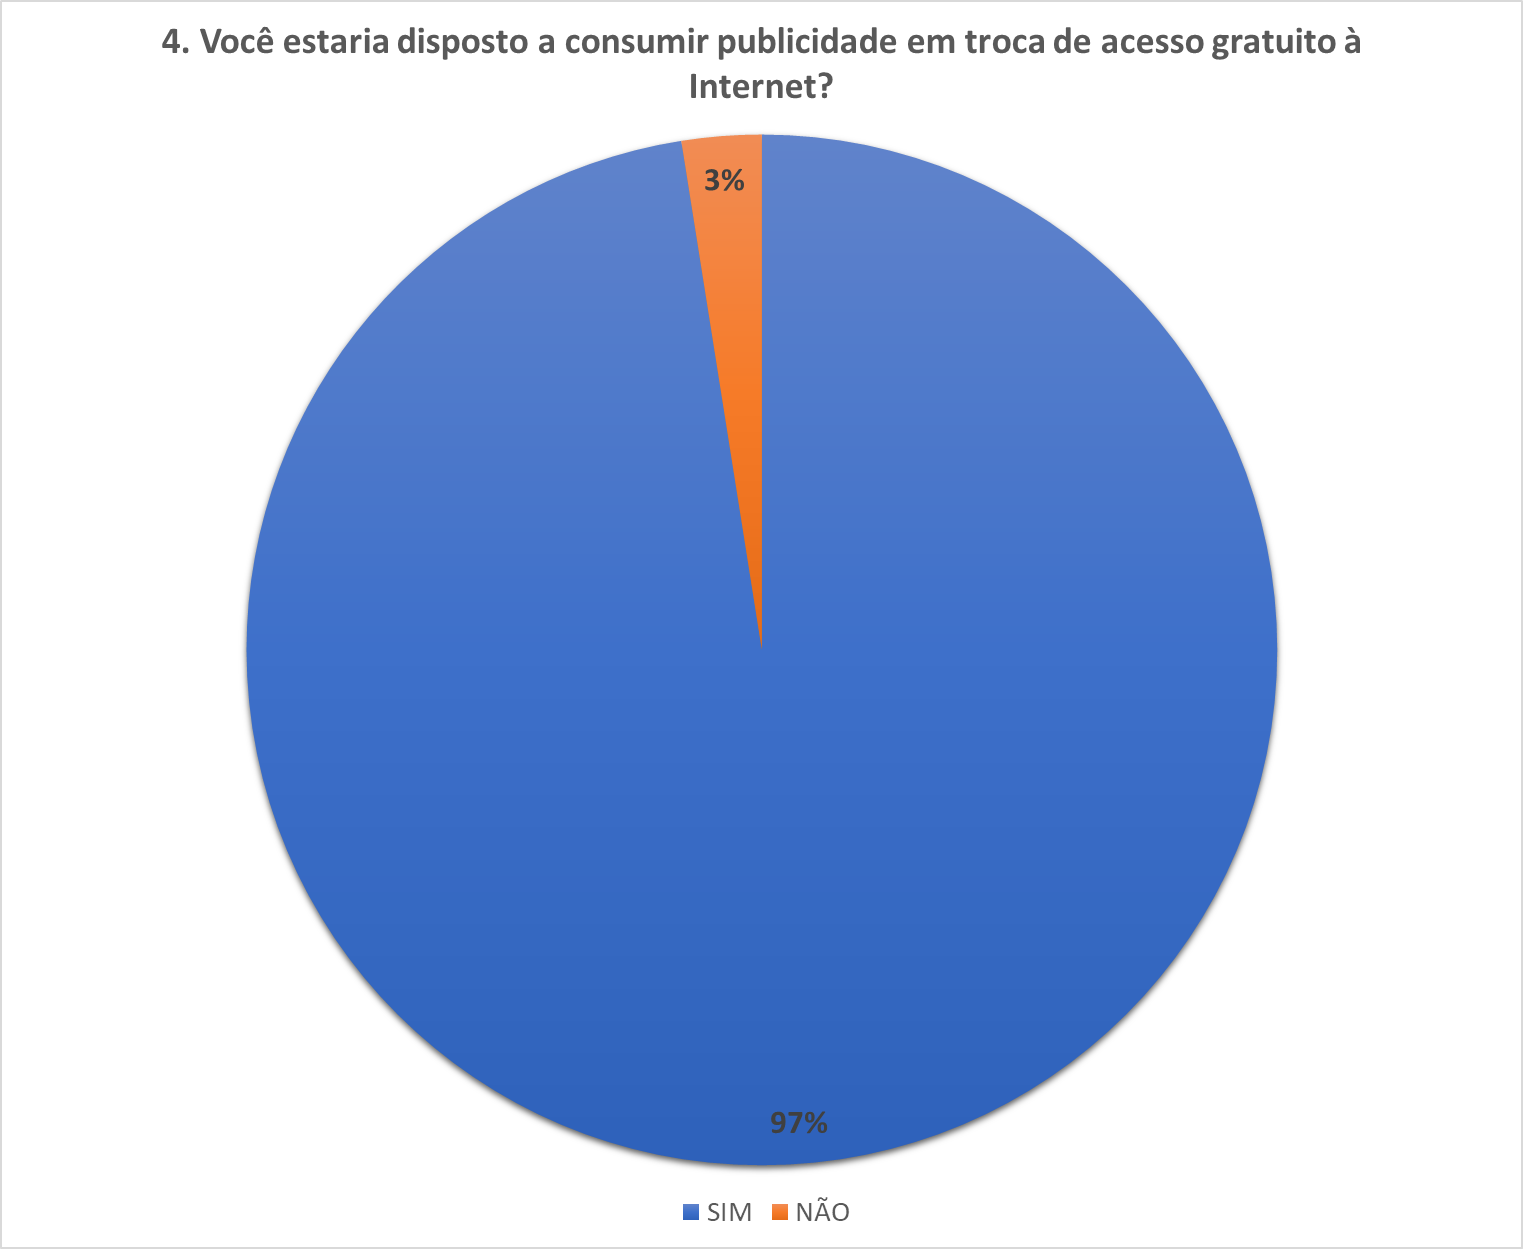 4. Você estaria disposto a consumir publicidade em troca de acesso gratuito à
Internet?
3%
97%
SIM NÃO